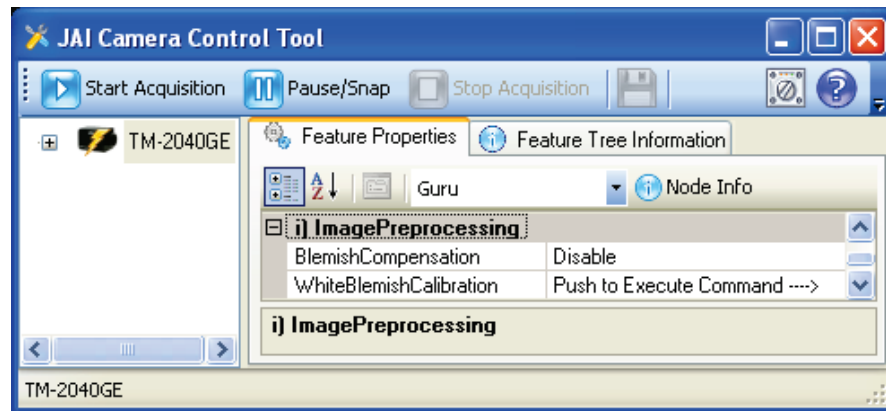 JAI Camera Control Tool
Start Acquisition Pause/Snap Stop Acquisition
TM-2040GE
Feature Properties Feature Tree Information
Guru Node Info
i) ImagePreprocessing
BlemishCompensation Disable
WhiteBlemishCalibration Push to Execute Command ---->
i) ImagePreprocessing
TM-2040GE